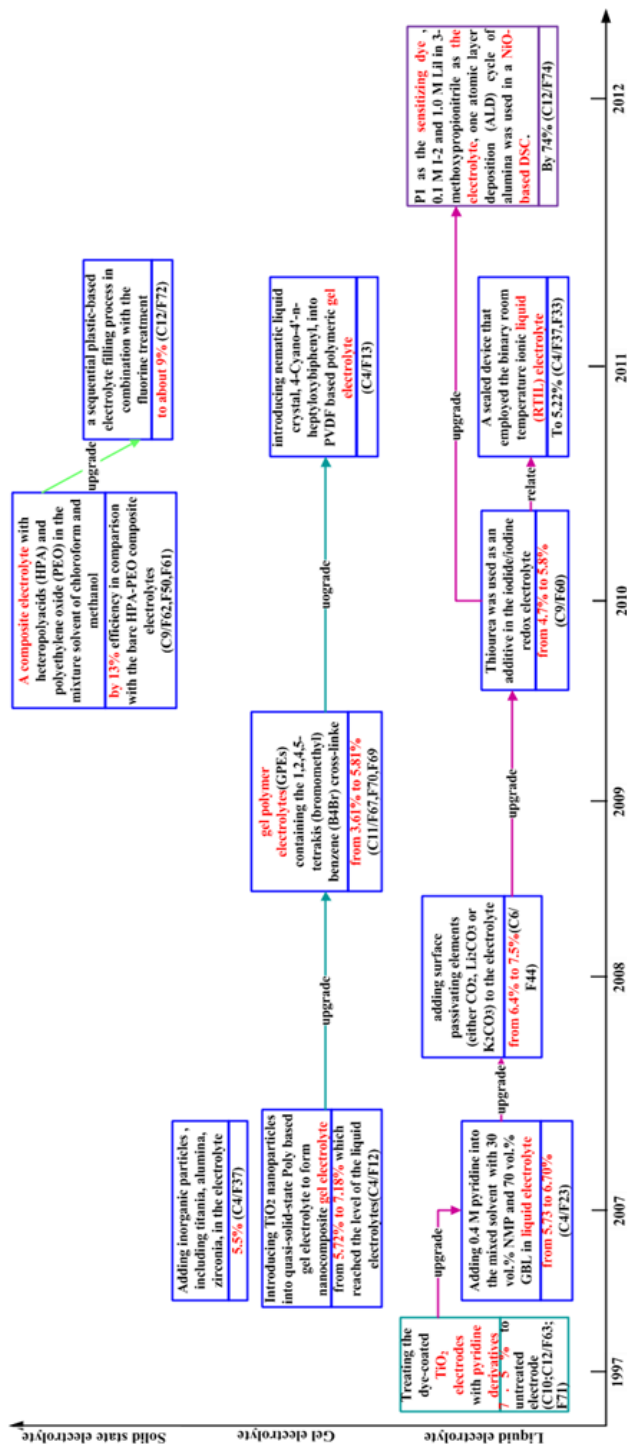 Solid state electrolyte
Gel electrolyte
Liquid electrolyte
A composite electrolyte with
heteropolyacids (HPA) and
polyethylene oxide (PEO) in the
mixture solvent of chloroform and
methanol
by 13% efficiency in comparison
with the bare HPA-PEO composite
electrolytes
(C9/F62,F50,F61)
upgrade
a sequential plastic-based
electrolyte filling process in
combination with the
fluorine treatment
to about 9% (C12/F72)
Adding inorganic particles ,
including titania, alumina,
zirconia, in the electrolyte
5.5% (C4/F37)
Introducing TiO2 nanoparticles
into quasi-solid-state Poly based
gel electrolyte to form
nanocomposite gel electrolyte
from 5.72% to 7.18% which
reached the level of the liquid
electrolytes(C4/F12)
upgrade
gel polymer
electrolytes(GPEs)
containing the 1,2,4,5-
tetrakis (bromomethyl)
benzene (B4Br) cross-linke
from 3.61% to 5.81%
(C11/F67,F70,F69
uograde
introducing nematic liquid
crystal, 4-Cyano-4'-n-
heptyloxybiphenyl, into
PVDF based polymeric gel
electrolyte
(C4/F13)
Treating the
dye-coated
TiO2
electrodes
with pyridine
derivatives
7 . 5 % to
untreated
electrode
(C10;C12/F63;
F71)
upgrade
Adding 0.4 M pyridine into
the mixed solvent with 30
vol.% NMP and 70 vol.%
GBL in liquid electrolyte
from 5.73 to 6.70%
(C4/F23)
upgrade
adding surface
passivating elements
(either CO2, Li2CO3 or
K2CO3) to the electrolyte
from 6.4% to 7.5%(C6/
F44)
upgrade
Thiourea was used as an
additive in the iodide/iodine
redox electrolyte
from 4.7% to 5.8%
(C9/F60)
relate
A sealed device that
employed the binary room
temperature ionic liquid
(RTIL) electrolyte
To 5.22% (C4/F37,F33)
upgrade
P1 as the sensitizing dye ,
0.1 M I-2 and 1.0 M LiI in 3-
methoxypropionitrile as the
electrolyte, one atomic layer
deposition (ALD) cycle of
alumina was used in a NiO-
based DSC.
By 74% (C12/F74)
1997
2007
2008
2009
2010
2011
2012